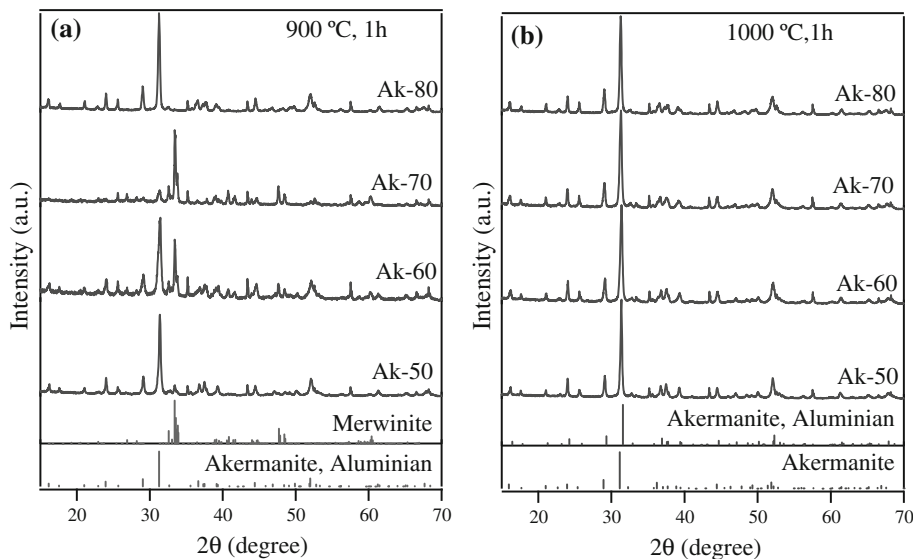 (a)
900 ºC, 1h
Ak-80
Ak-70
Ak-60
Ak-50
Merwinite
Akermanite, Aluminian
Intensity (a.u.)
20 30 40 50 60 70
2θ (degree)
(b)
1000 ºC,1h
Ak-80
Ak-70
Ak-60
Ak-50
Akermanite, Aluminian
Akermanite
Intensity (a.u.)
20 30 40 50 60 70
2θ (degree)